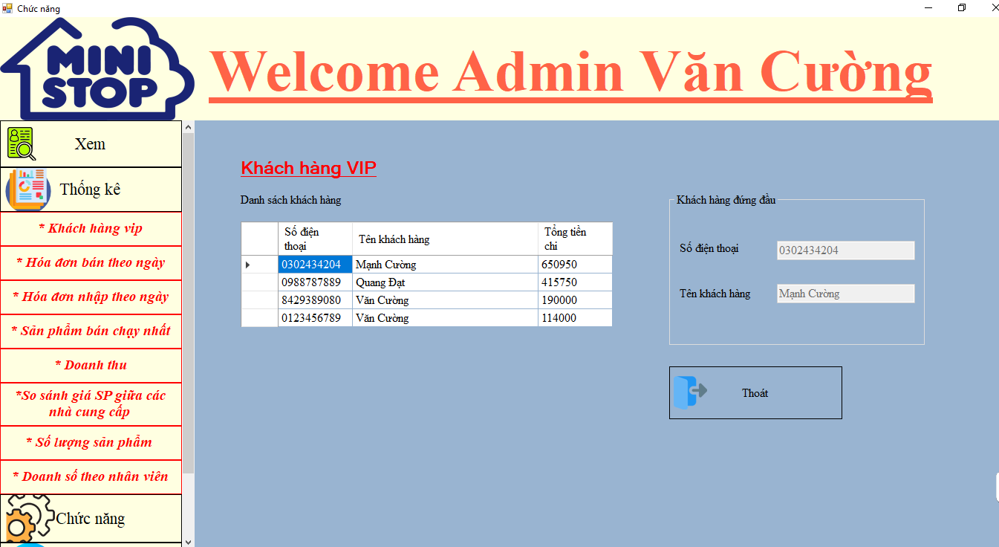 Chức năng
MINI
STOP
Welcome Admin Văn Cường
Xem
Thống kê
* Khách hàng vip
* Hóa đơn bán theo ngày
* Hóa đơn nhập theo ngày
* Sản phẩm bán chạy nhất
* Doanh thu
*So sánh giá SP giữa các
nhà cung cấp
* Số lượng sản phẩm
* Doanh số theo nhân viên
Chức năng
Khách hàng VIP
Danh sách khách hàng
Số điện thoại Tên khách hàng Tổng tiền chi
0302434204 Mạnh Cường 650950
0988787889 Quang Đạt 415750
8429389080 Văn Cường 190000
0123456789 Văn Cường 114000
Khách hàng đứng đầu
Số điện thoại 0302434204
Tên khách hàng Mạnh Cường
Thoát